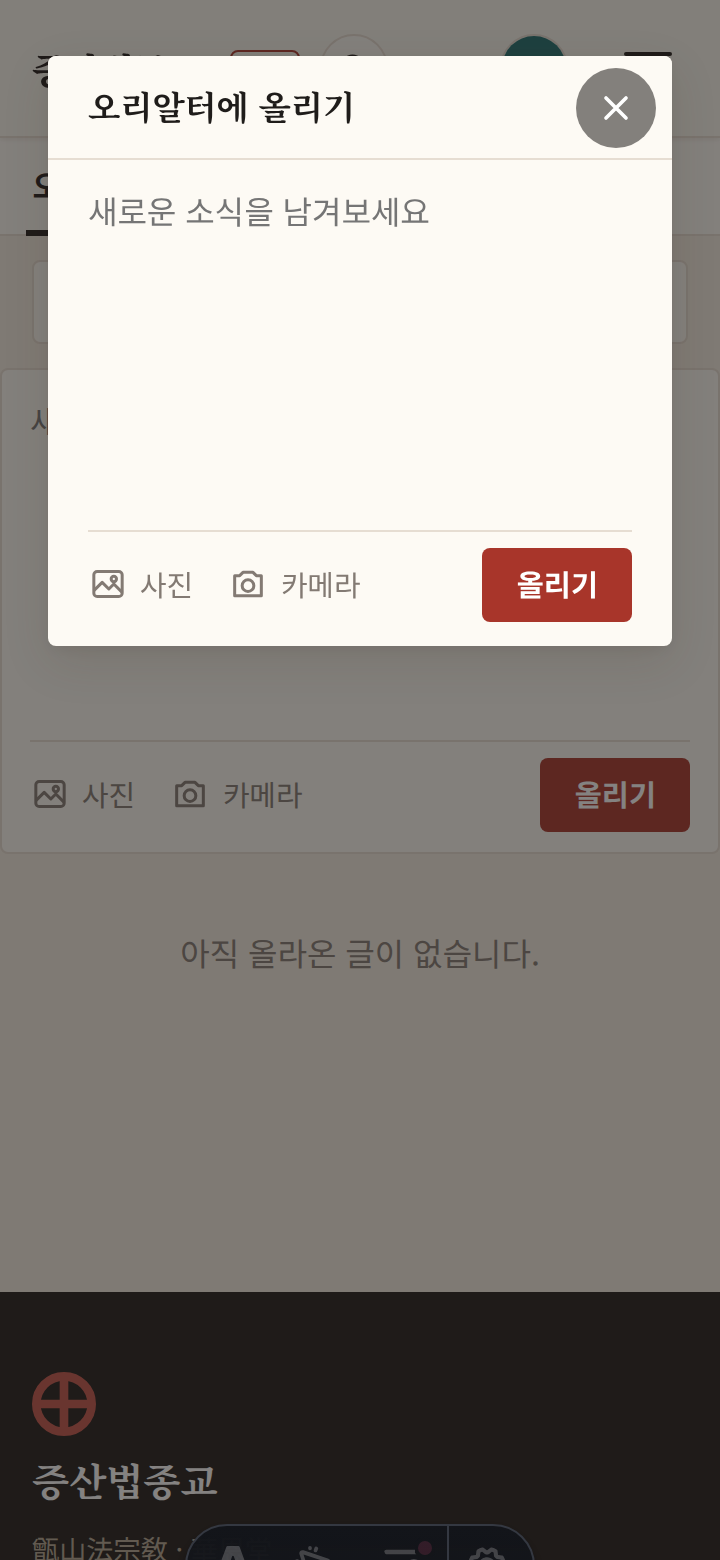 오리알터에 올리기
새로운 소식을 남겨보세요
사진 카메라 올리기
사진 카메라 올리기
아직 올라온 글이 없습니다.
증산법종교
甑山法宗敎 ·